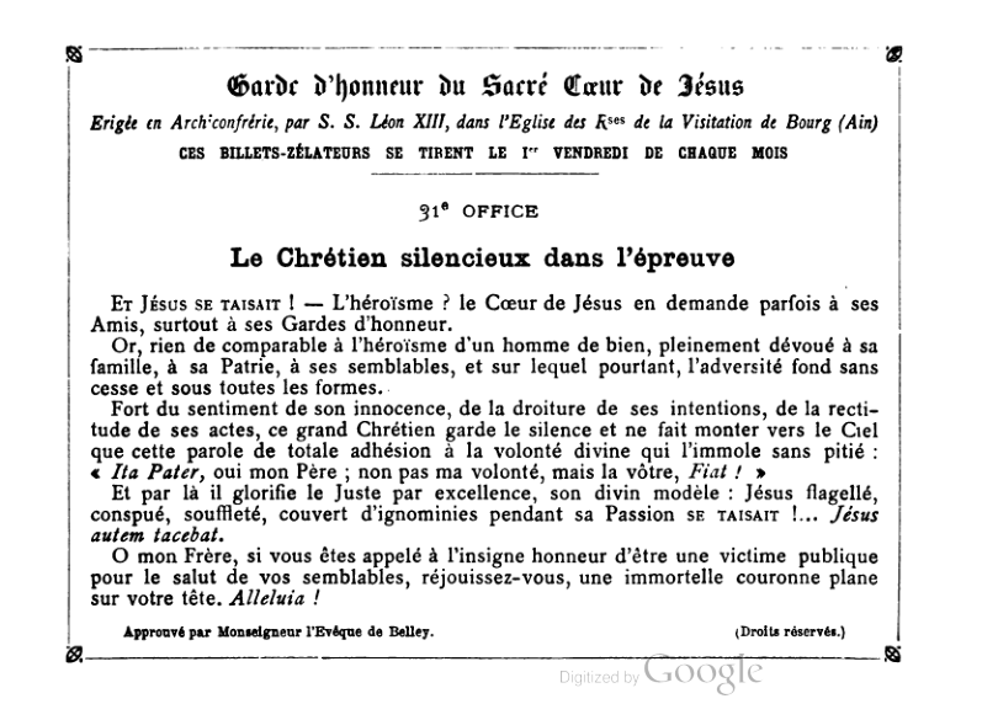 Garde d'honneur du Sacré Cœur de Jésus
Erigée en Archiconfrérie, par S. S. Léon XIII, dans l'Eglise des Rses de la Visitation de Bourg (Ain)
CES BILLETS-ZÉLATEURS SE TIRENT LE 1er VENDREDI DE CHAQUE MOIS
31e OFFICE
Le Chrétien silencieux dans l'épreuve
ET JÉSUS SE TAISAIT ! — L'héroïsme ? le Cœur de Jésus en demande parfois à ses
Amis, surtout à ses Gardes d'honneur.
Or, rien de comparable à l'héroïsme d'un homme de bien, pleinement dévoué à sa
famille, à sa Patrie, à ses semblables, et sur lequel pourtant, l'adversité fond sans
cesse et sous toutes les formes.
Fort du sentiment de son innocence, de la droiture de ses intentions, de la recti-
tude de ses actes, ce grand Chrétien garde le silence et ne fait monter vers le Ciel
que cette parole de totale adhésion à la volonté divine qui l'immole sans pitié :
« Ita Pater, oui mon Père ; non pas ma volonté, mais la vôtre, Fiat ! »
Et par là il glorifie le Juste par excellence, son divin modèle : Jésus flagellé,
conspué, souffleté, couvert d'ignominies pendant sa Passion SE TAISAIT !... Jésus
autem tacebat.
O mon Frère, si vous êtes appelé à l'insigne honneur d'être une victime publique
pour le salut de vos semblables, réjouissez-vous, une immortelle couronne plane
sur votre tête. Alleluia !
Approuvé par Monseigneur l'Evêque de Belley. (Droits réservés.)
Digitized by Google